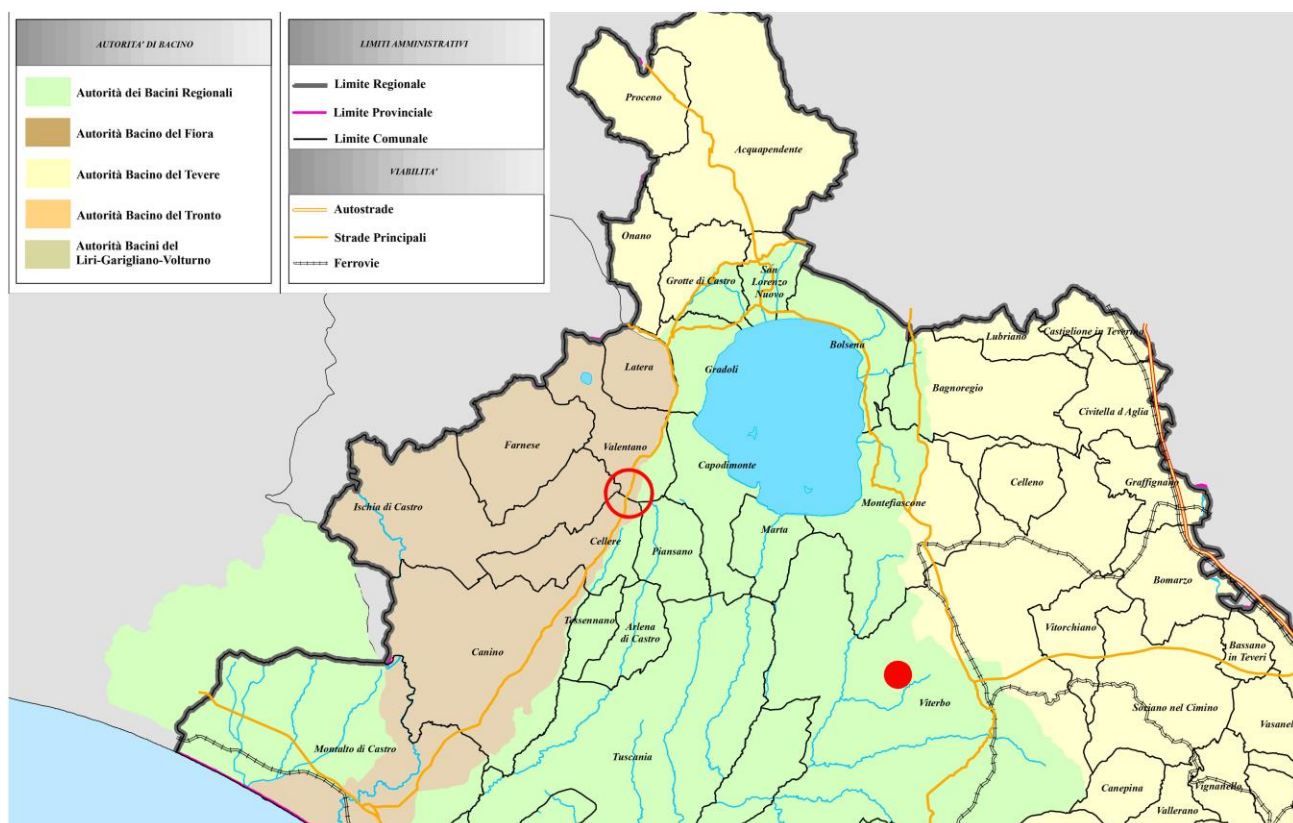 AUTORITA' DI BACINO
Autorità dei Bacini Regionali
Autorità Bacino del Fiora
Autorità Bacino del Tevere
Autorità Bacino del Tronto
Autorità Bacini del
Liri-Garigliano-Volturno
LIMITI AMMINISTRATIVI
Limite Regionale
Limite Provinciale
Limite Comunale
VIABILITA'
Autostrade
Strade Principali
Ferrovie
Proceno
Acquapendente
Onano
Grotte di Castro
San
Lorenzo
Nuovo
Bolsena
Lubriano
Castiglione in Teverino
Latera
Gradoli
Bagnoregio
Civitella d Aglia
Farnese
Valentano
Capodimonte
Celleno
Graffignano
Ischia di Castro
Montefiascone
Marta
Cellere
Piansano
Bomarzo
Tessennano
Arlena
di Castro
Vitorchiano
Bassano
in Teveri
Canino
Viterbo
Soriano nel Cimino
Vasanel
Montalto di Castro
Tuscania
Canepina
Vignanello
Vallerano